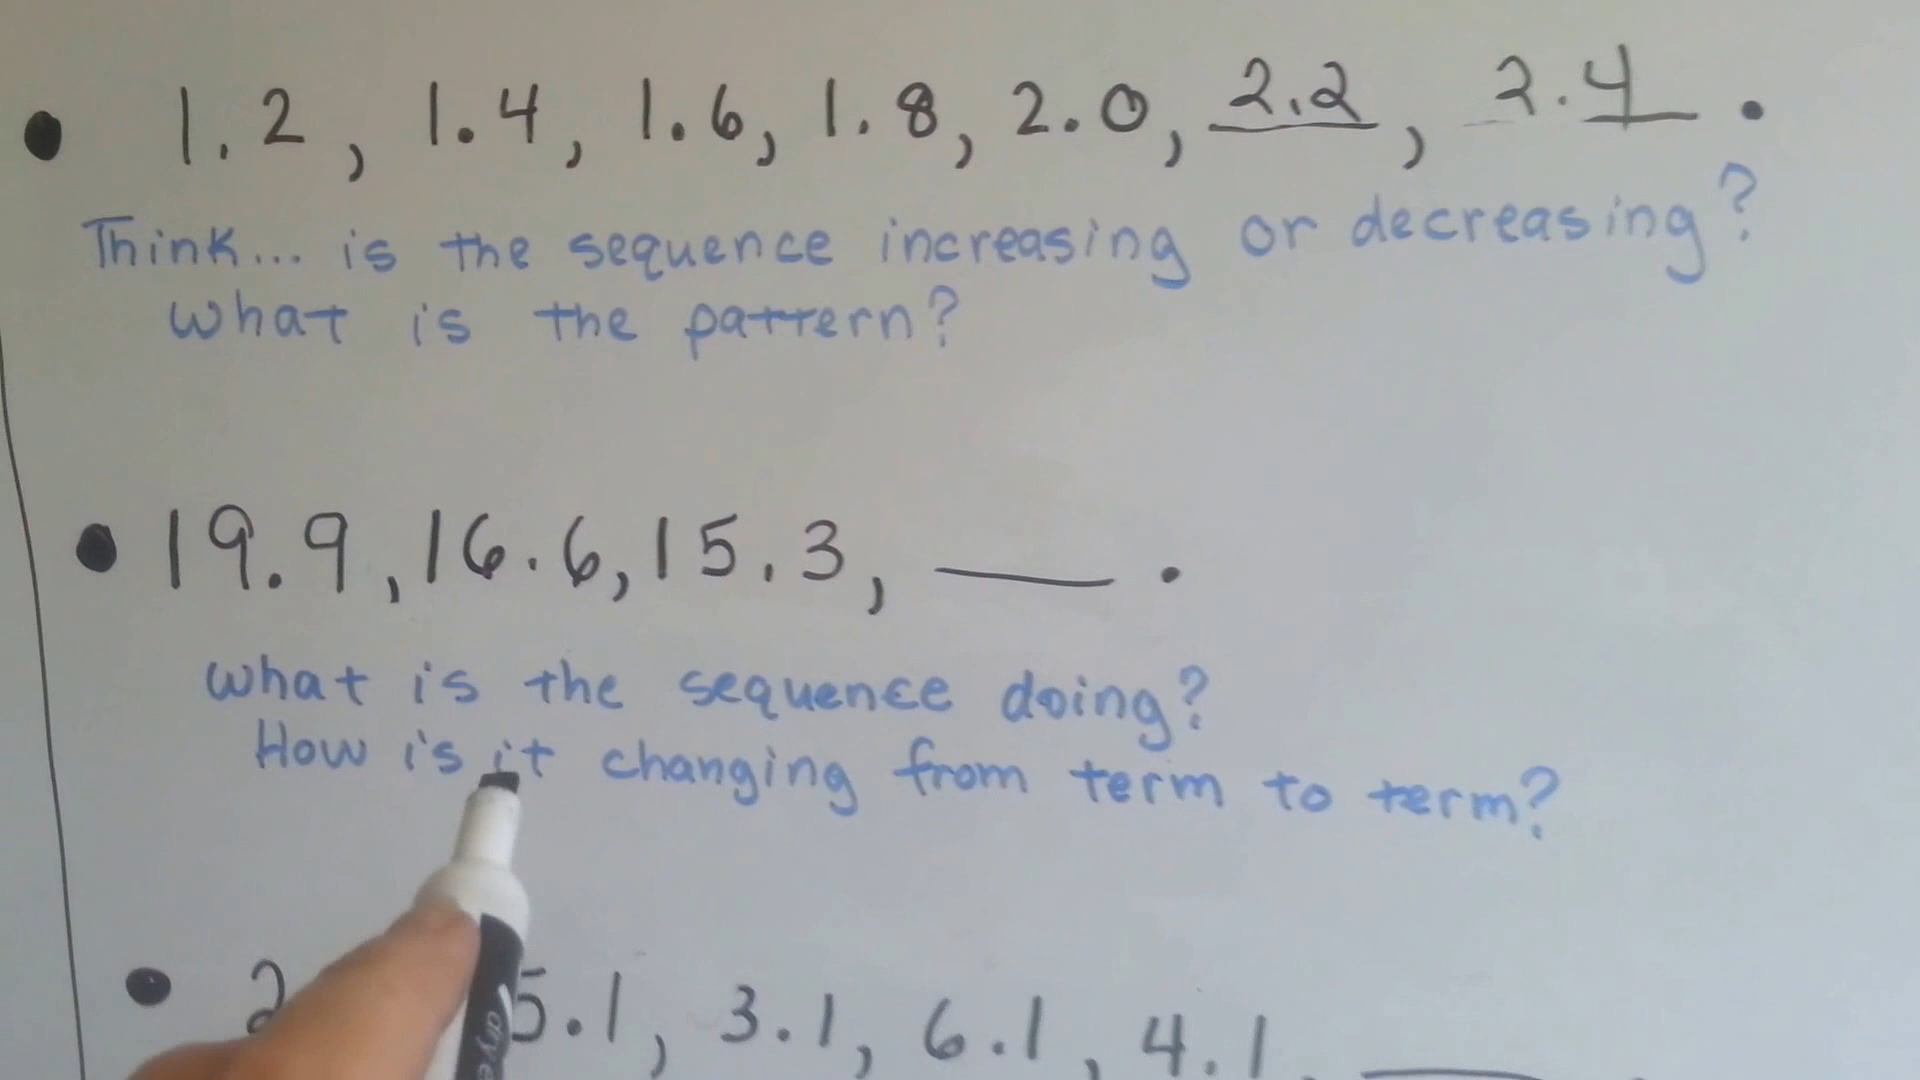 1.2, 1.4, 1.6, 1.8, 2.0, 2.2, 2.4.
Think... is the sequence increasing or decreasing?
What is the pattern?
19.9, 16.6, 15.3, ___.
What is the sequence doing?
How is it changing from term to term?
2 5.1, 3.1, 6.1, 4.1, ___